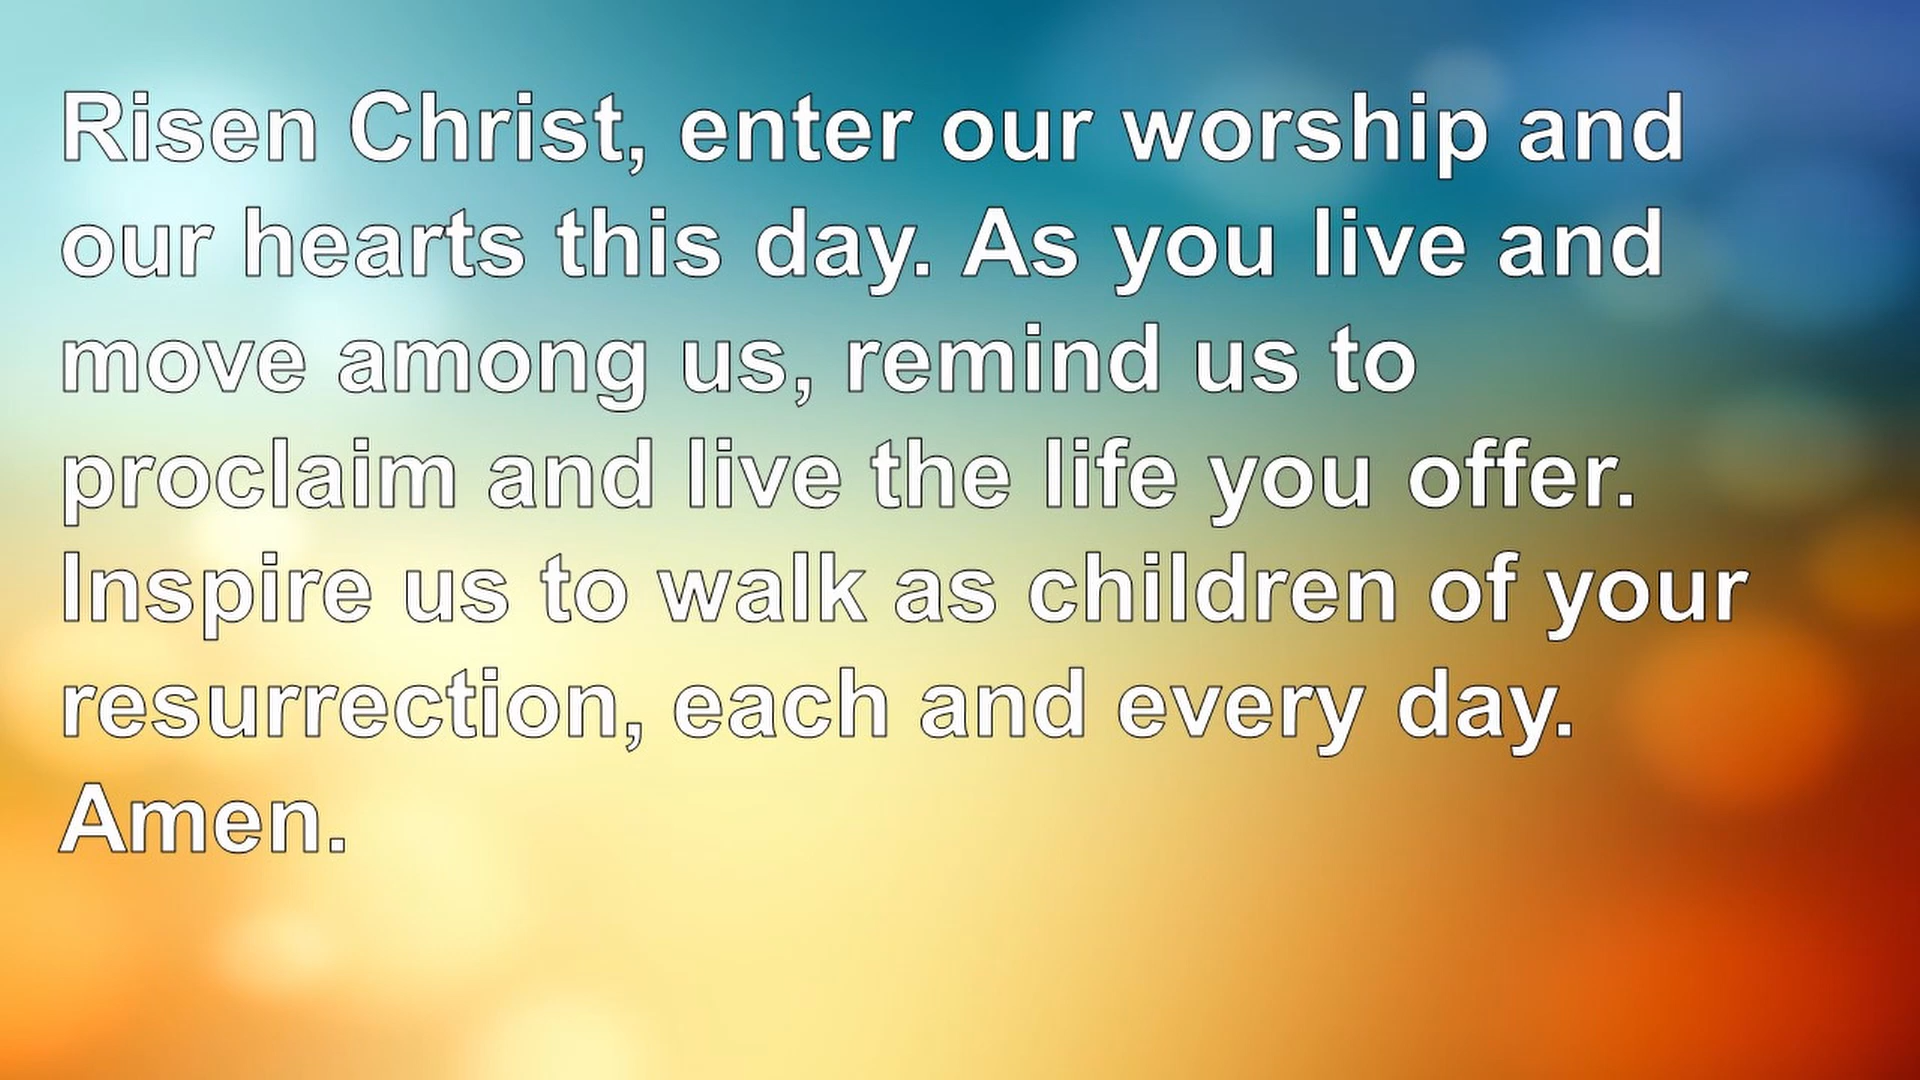 Risen Christ, enter our worship and
our hearts this day. As you live and
move among us, remind us to
proclaim and live the life you offer.
Inspire us to walk as children of your
resurrection, each and every day.
Amen.